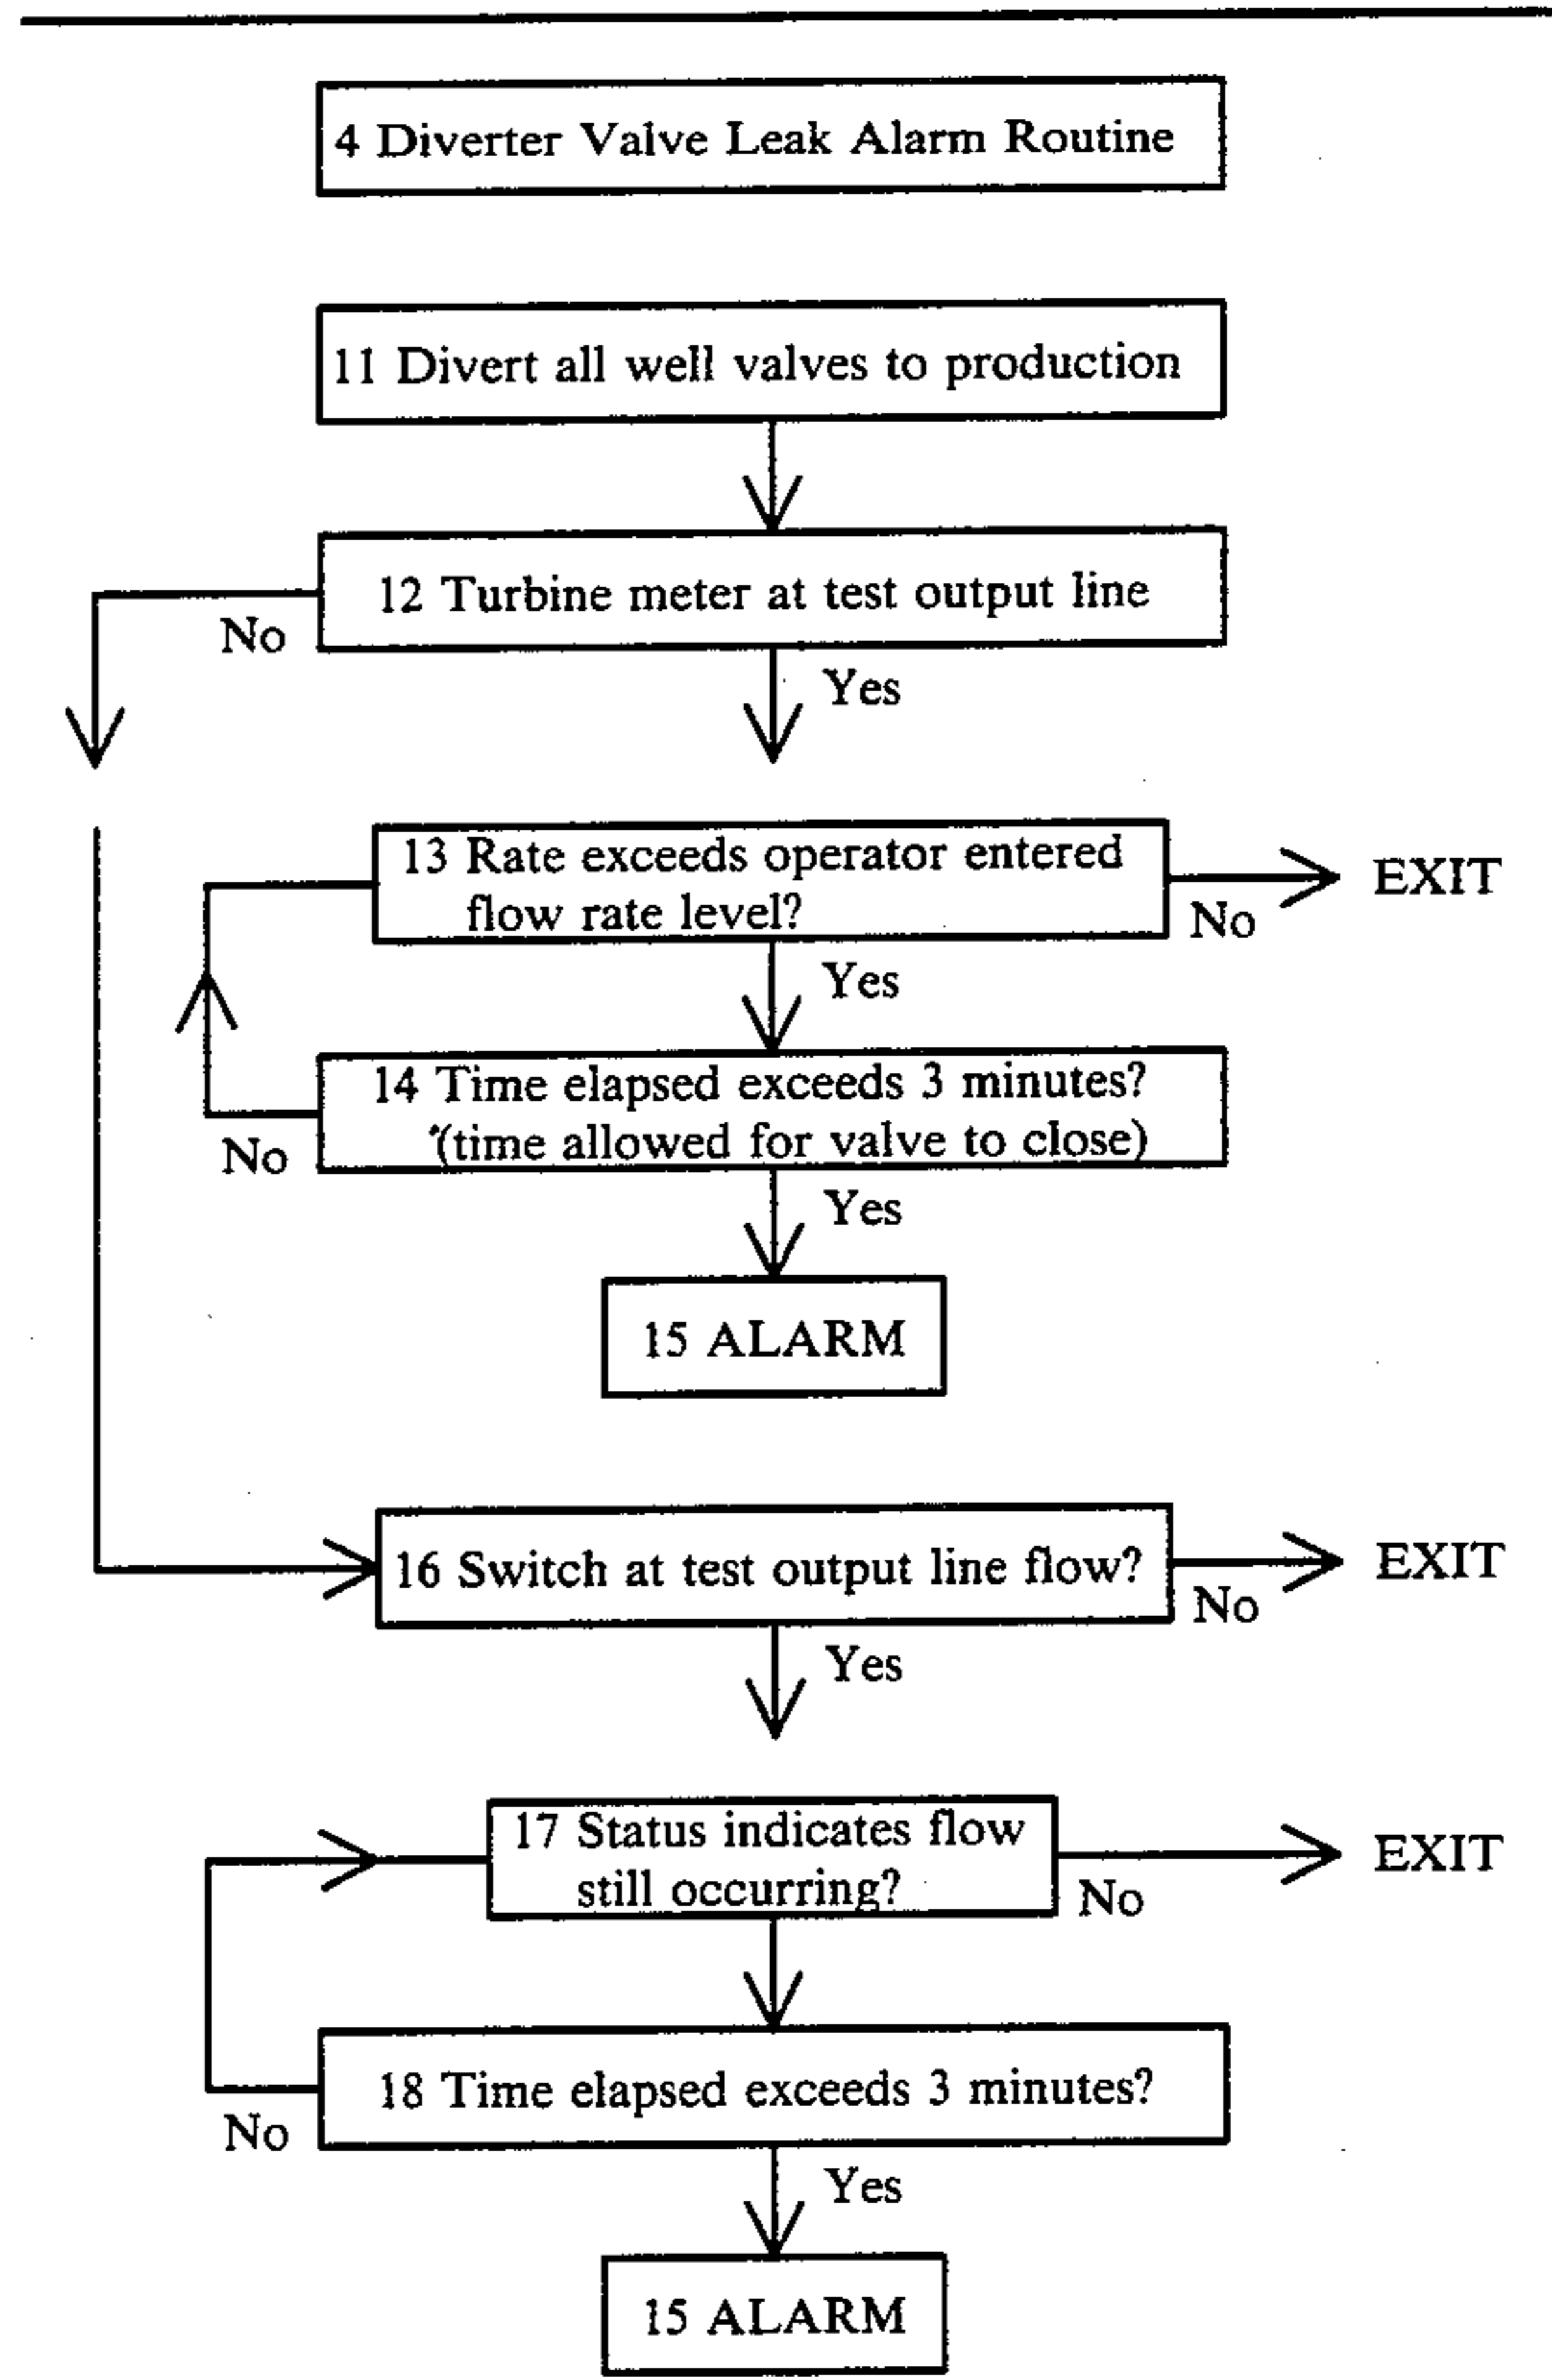 4 Diverter Valve Leak Alarm Routine
11 Divert all well valves to production
12 Turbine meter at test output line
No
Yes
13 Rate exceeds operator entered
flow rate level?
EXIT
No
Yes
14 Time elapsed exceeds 3 minutes?
(time allowed for valve to close)
No
Yes
15 ALARM
16 Switch at test output line flow?
EXIT
No
Yes
17 Status indicates flow
still occurring?
EXIT
No
18 Time elapsed exceeds 3 minutes?
No
Yes
15 ALARM